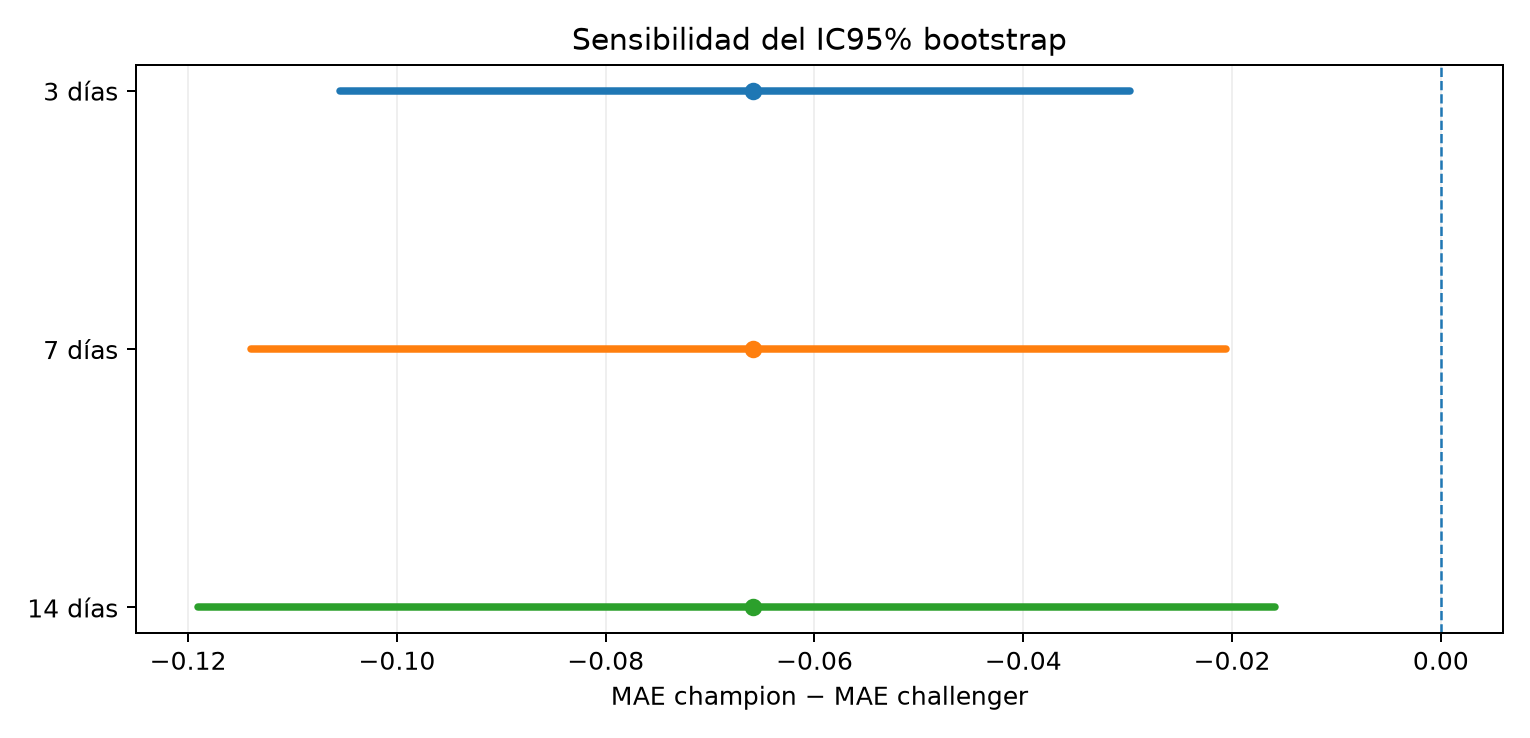 Sensibilidad del IC95% bootstrap
3 días
7 días
14 días
−0.12 −0.10 −0.08 −0.06 −0.04 −0.02 0.00
MAE champion − MAE challenger